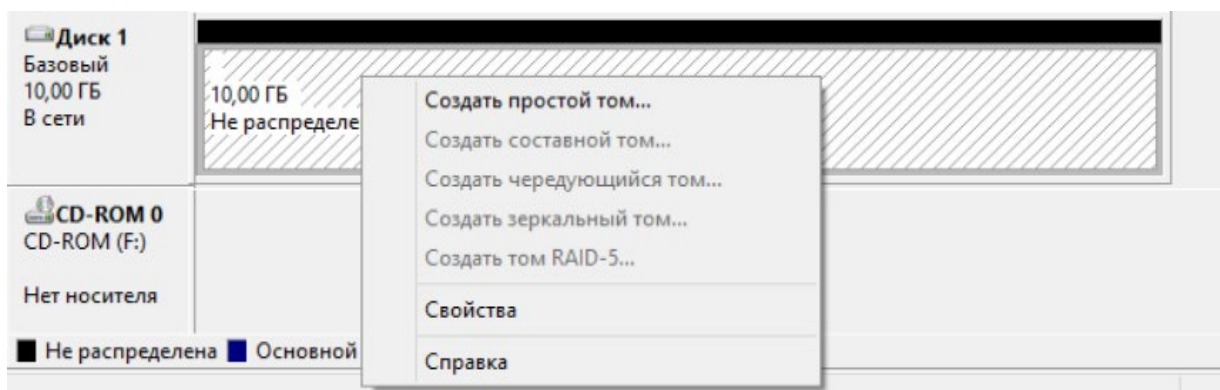 Диск 1
Базовый
10,00 ГБ
В сети
10,00 ГБ
Не распределе
Создать простой том...
Создать составной том...
Создать чередующийся том...
Создать зеркальный том...
Создать том RAID-5...
Свойства
Справка
CD-ROM 0
CD-ROM (F:)
Нет носителя
Не распределена Основной